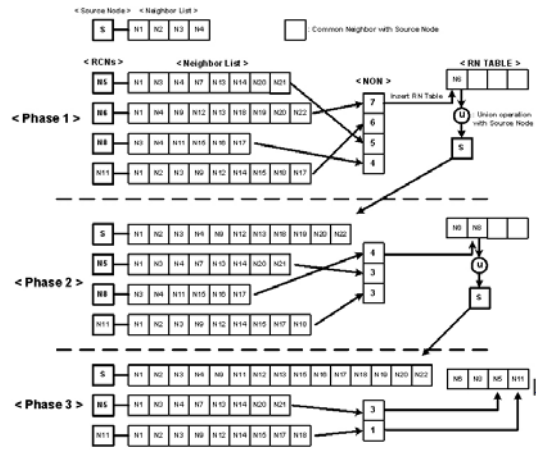 < Source Node > < Neighbor List >
S N1 N2 N3 N4 : Common Neighbor with Source Node
< RCNs > < Neighbor List > < NON > < RN TABLE >
N5 N1 N3 N4 N7 N13 N14 N20 N21 N6
7 Insert RN Table
N6 N1 N4 N9 N12 N13 N18 N19 N20 N22 U : Union operation with Source Node
< Phase 1 > 6
N8 N3 N4 N11 N15 N16 N17 5 S
4
N11 N1 N2 N3 N9 N12 N14 N15 N18 N17
S N1 N2 N3 N4 N9 N12 N13 N18 N19 N20 N22 N6 N8
N5 N1 N3 N4 N7 N13 N14 N20 N21 4 U
< Phase 2 > 3
N8 N3 N4 N11 N15 N16 N17 3 S
N11 N1 N2 N3 N9 N12 N14 N15 N17 N18
S N1 N2 N3 N4 N9 N11 N12 N13 N15 N16 N17 N18 N19 N20 N22 N6 N8 N5 N11
< Phase 3 > N5 N1 N3 N4 N7 N13 N14 N20 N21 3
N11 N1 N2 N3 N9 N12 N14 N15 N17 N18 1